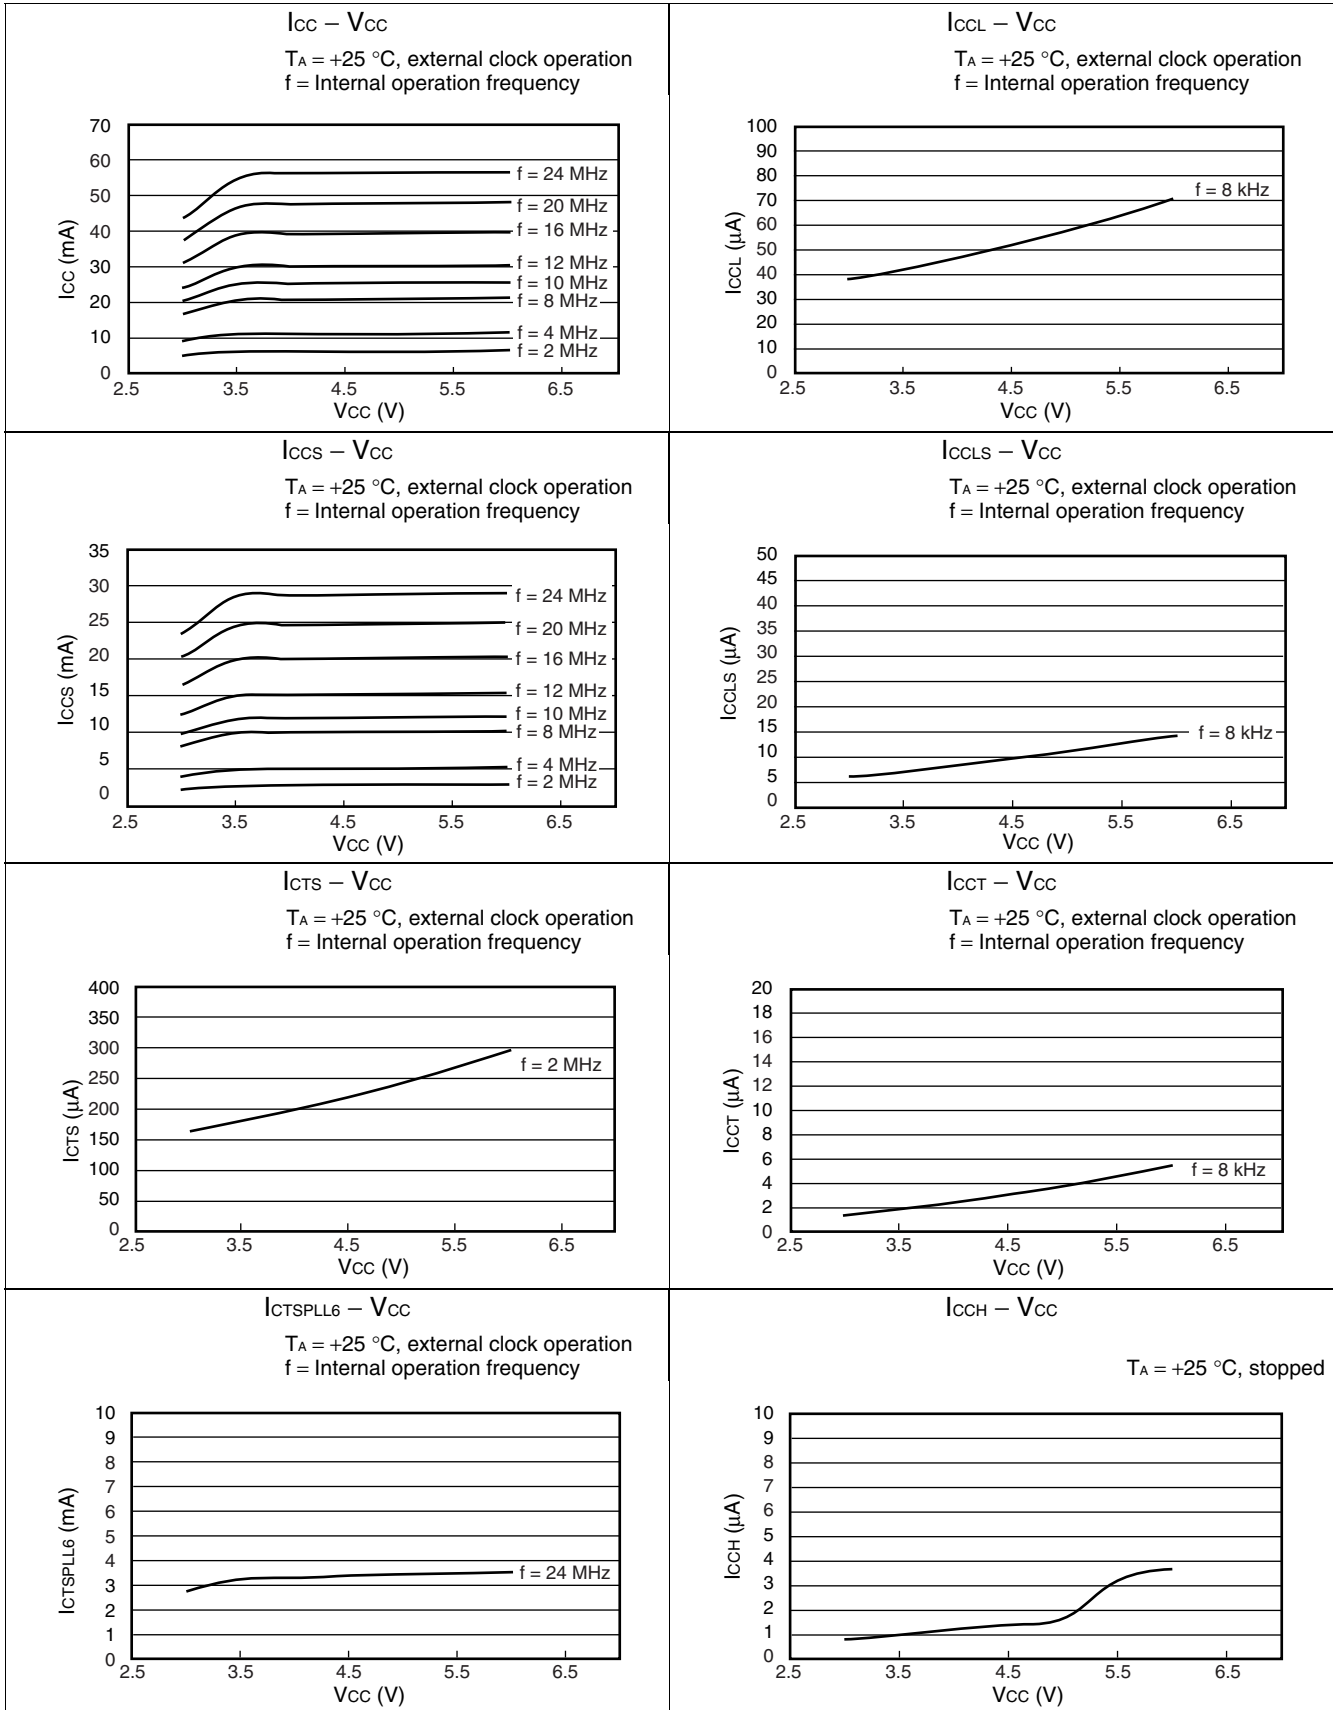 ICC – VCC
TA = +25 °C, external clock operation
f = Internal operation frequency
70
60
50
40
30
20
10
0
ICC (mA)
f = 24 MHz
f = 20 MHz
f = 16 MHz
f = 12 MHz
f = 10 MHz
f = 8 MHz
f = 4 MHz
f = 2 MHz
2.5 3.5 4.5 5.5 6.5
VCC (V)
ICCL – VCC
TA = +25 °C, external clock operation
f = Internal operation frequency
100
90
80
70
60
50
40
30
20
10
0
ICCL (µA)
f = 8 kHz
2.5 3.5 4.5 5.5 6.5
VCC (V)
ICCS – VCC
TA = +25 °C, external clock operation
f = Internal operation frequency
35
30
25
20
15
10
5
0
ICCS (mA)
f = 24 MHz
f = 20 MHz
f = 16 MHz
f = 12 MHz
f = 10 MHz
f = 8 MHz
f = 4 MHz
f = 2 MHz
2.5 3.5 4.5 5.5 6.5
VCC (V)
ICCLS – VCC
TA = +25 °C, external clock operation
f = Internal operation frequency
50
45
40
35
30
25
20
15
10
5
0
ICCLS (µA)
f = 8 kHz
2.5 3.5 4.5 5.5 6.5
VCC (V)
ICTS – VCC
TA = +25 °C, external clock operation
f = Internal operation frequency
400
350
300
250
200
150
100
50
0
ICTS (µA)
f = 2 MHz
2.5 3.5 4.5 5.5 6.5
VCC (V)
ICCT – VCC
TA = +25 °C, external clock operation
f = Internal operation frequency
20
18
16
14
12
10
8
6
4
2
0
ICCT (µA)
f = 8 kHz
2.5 3.5 4.5 5.5 6.5
VCC (V)
ICTSPLL6 – VCC
TA = +25 °C, external clock operation
f = Internal operation frequency
10
9
8
7
6
5
4
3
2
1
0
ICTSPLL6 (mA)
f = 24 MHz
2.5 3.5 4.5 5.5 6.5
VCC (V)
ICCH – VCC
TA = +25 °C, stopped
10
9
8
7
6
5
4
3
2
1
0
ICCH (µA)
2.5 3.5 4.5 5.5 6.5
VCC (V)